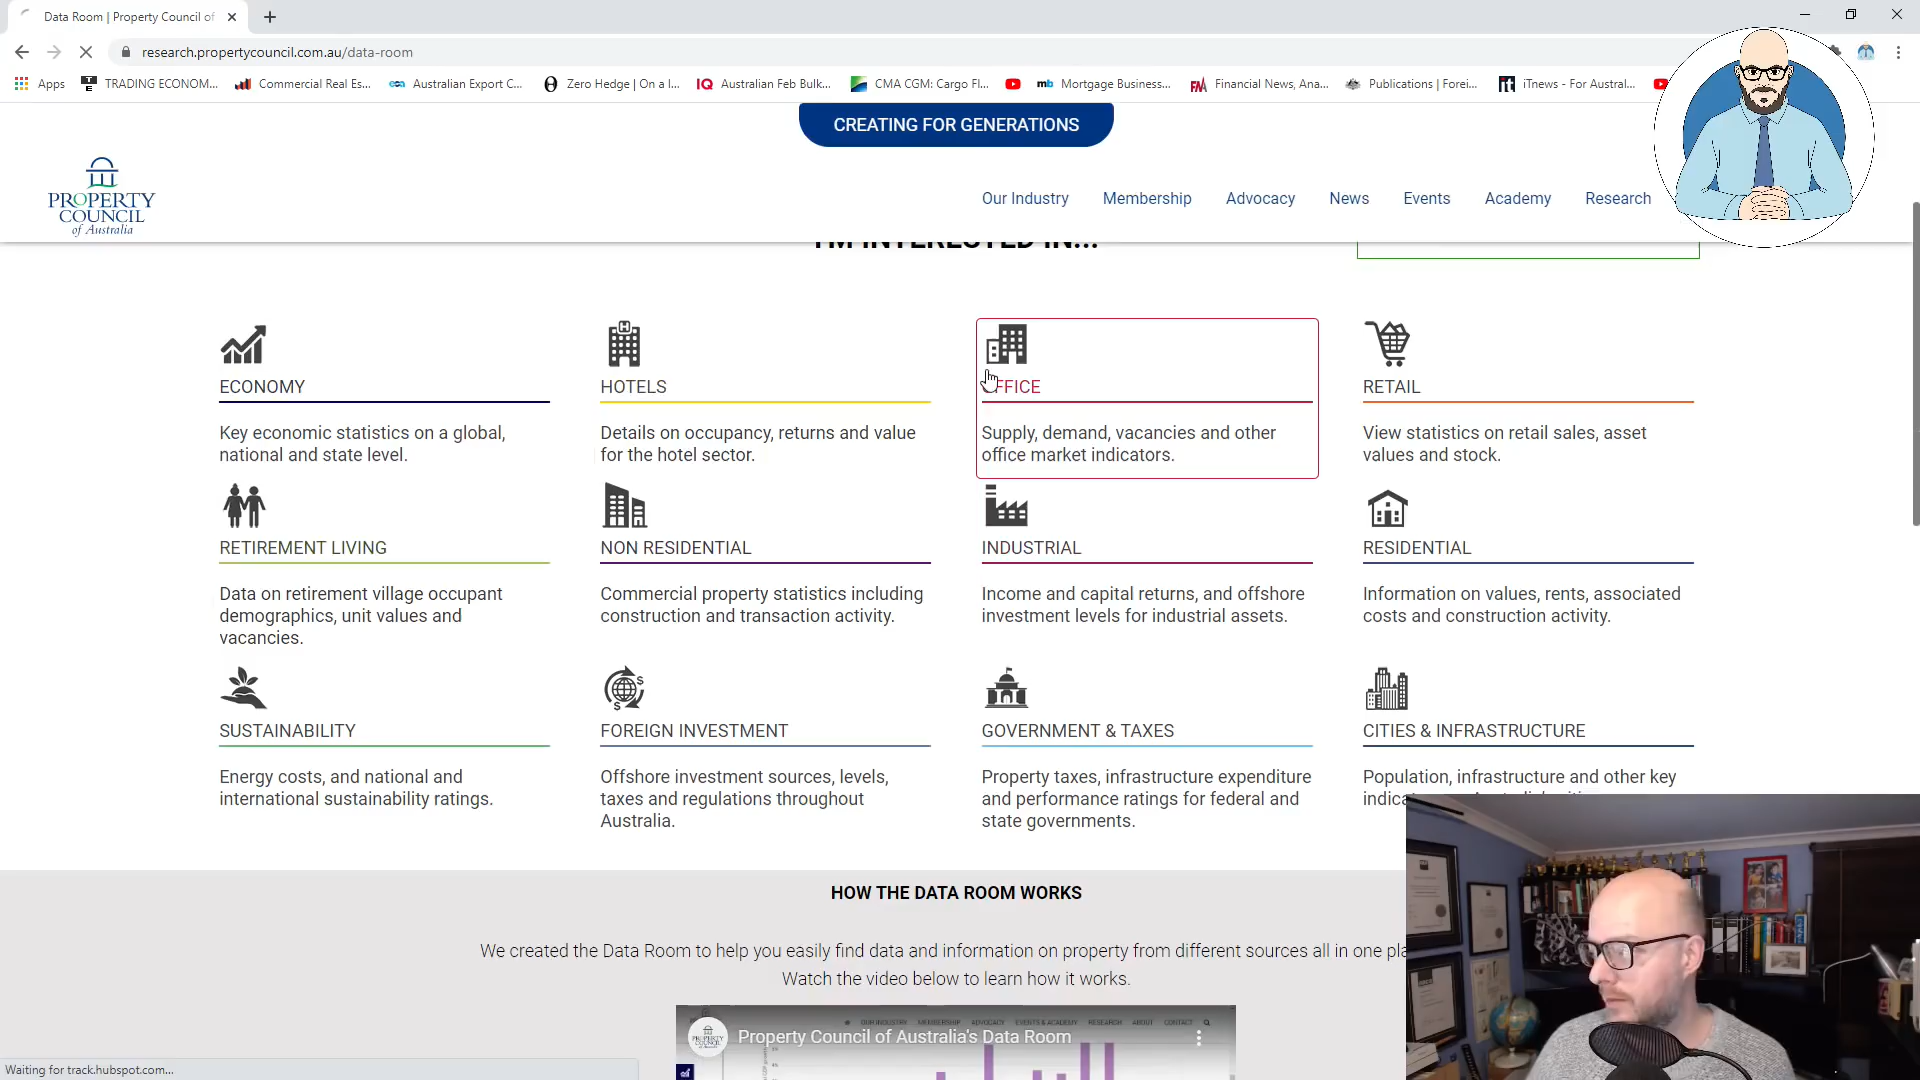 Data Room | Property Council of
research.propertycouncil.com.au/data-room
Apps
TRADING ECONOM...
Commercial Real Es...
Australian Export C...
Zero Hedge | On a l...
Australian Feb Bulk...
CMA CGM: Cargo Fl...
Mortgage Business...
Financial News, Ana...
Publications | Forei...
iTnews - For Austral...
CREATING FOR GENERATIONS
PROPERTY
COUNCIL
of Australia
Our Industry
Membership
Advocacy
News
Events
Academy
Research
I'M INTERESTED IN...
ECONOMY
Key economic statistics on a global,
national and state level.
HOTELS
Details on occupancy, returns and value
for the hotel sector.
OFFICE
Supply, demand, vacancies and other
office market indicators.
RETAIL
View statistics on retail sales, asset
values and stock.
RETIREMENT LIVING
Data on retirement village occupant
demographics, unit values and
vacancies.
NON RESIDENTIAL
Commercial property statistics including
construction and transaction activity.
INDUSTRIAL
Income and capital returns, and offshore
investment levels for industrial assets.
RESIDENTIAL
Information on values, rents, associated
costs and construction activity.
SUSTAINABILITY
Energy costs, and national and
international sustainability ratings.
FOREIGN INVESTMENT
Offshore investment sources, levels,
taxes and regulations throughout
Australia.
GOVERNMENT & TAXES
Property taxes, infrastructure expenditure
and performance ratings for federal and
state governments.
CITIES & INFRASTRUCTURE
Population, infrastructure and other key
HOW THE DATA ROOM WORKS
We created the Data Room to help you easily find data and information on property from different sources all in one
Watch the video below to learn how it works.
Property Council of Australia's Data Room
Waiting for track.hubspot.com...